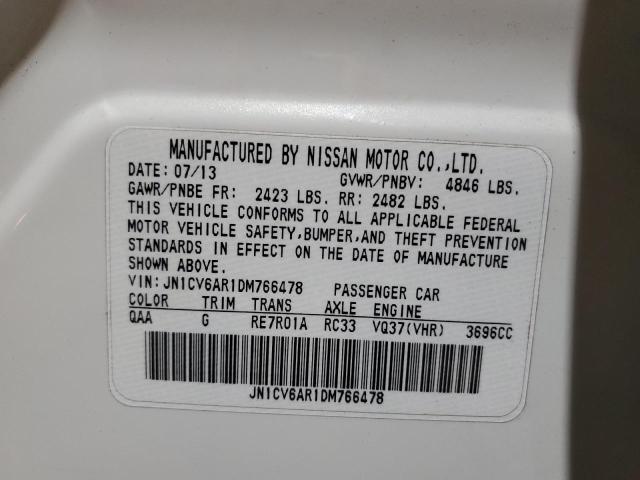 MANUFACTURED BY NISSAN MOTOR CO.,LTD.
DATE: 07/13 GVWR/PNBV: 4846 LBS.
GAWR/PNBE FR: 2423 LBS. RR: 2482 LBS.
THIS VEHICLE CONFORMS TO ALL APPLICABLE FEDERAL
MOTOR VEHICLE SAFETY,BUMPER,AND THEFT PREVENTION
STANDARDS IN EFFECT ON THE DATE OF MANUFACTURE
SHOWN ABOVE.
VIN:JN1CV6AR1DM766478 PASSENGER CAR
COLOR TRIM TRANS AXLE ENGINE
QAA G RE7R01A RC33 VQ37(VHR) 3696CC
JN1CV6AR1DM766478